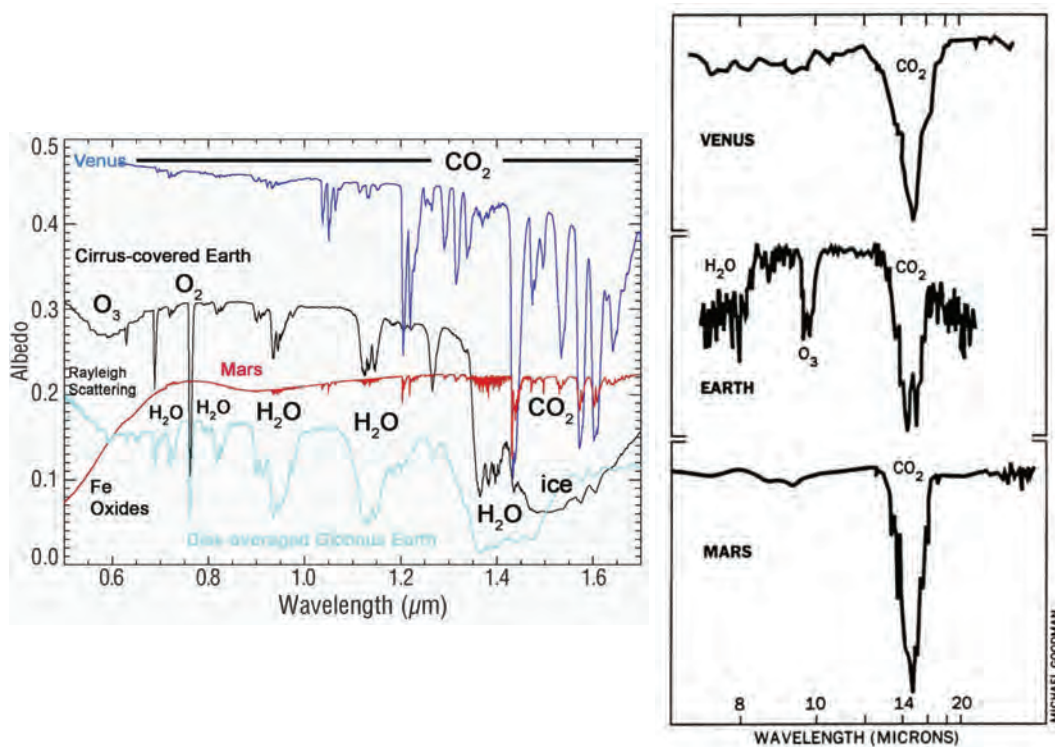 0.5
0.4
0.3
0.2
0.1
0.0
Albedo
Venus
CO2
Cirrus-covered Earth
O3
O2
Rayleigh
Scattering
Mars
H2O
H2O
H2O
H2O
CO2
Fe
Oxides
H2O
ice
Earth
0.6 0.8 1.0 1.2 1.4 1.6
Wavelength (μm)
CO2
VENUS
H2O
CO2
O3
EARTH
CO2
MARS
8 10 14 20
WAVELENGTH (MICRONS)